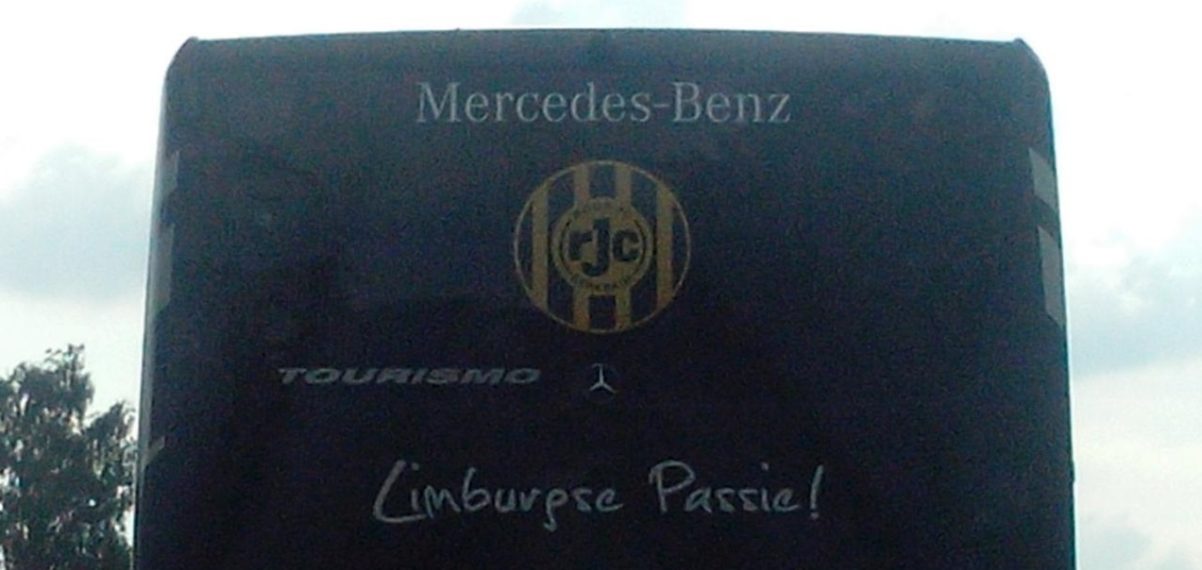 Mercedes-Benz
rJc
TOURISMO
Limburgse Passie!